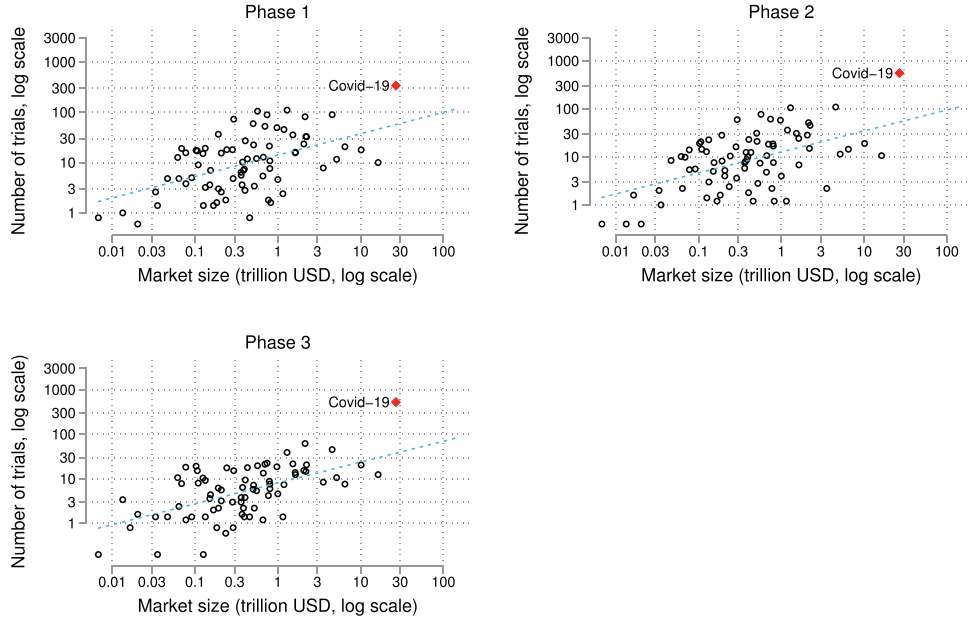 Phase 1
Number of trials, log scale
3000
1000
300
100
30
10
3
1
Covid−19
0.01 0.03 0.1 0.3 1 3 10 30 100
Market size (trillion USD, log scale)
Phase 2
Number of trials, log scale
3000
1000
300
100
30
10
3
1
Covid−19
0.01 0.03 0.1 0.3 1 3 10 30 100
Market size (trillion USD, log scale)
Phase 3
Number of trials, log scale)
3000
1000
300
100
30
10
3
1
Covid−19
0.01 0.03 0.1 0.3 1 3 10 30 100
Market size (trillion USD, log scale)